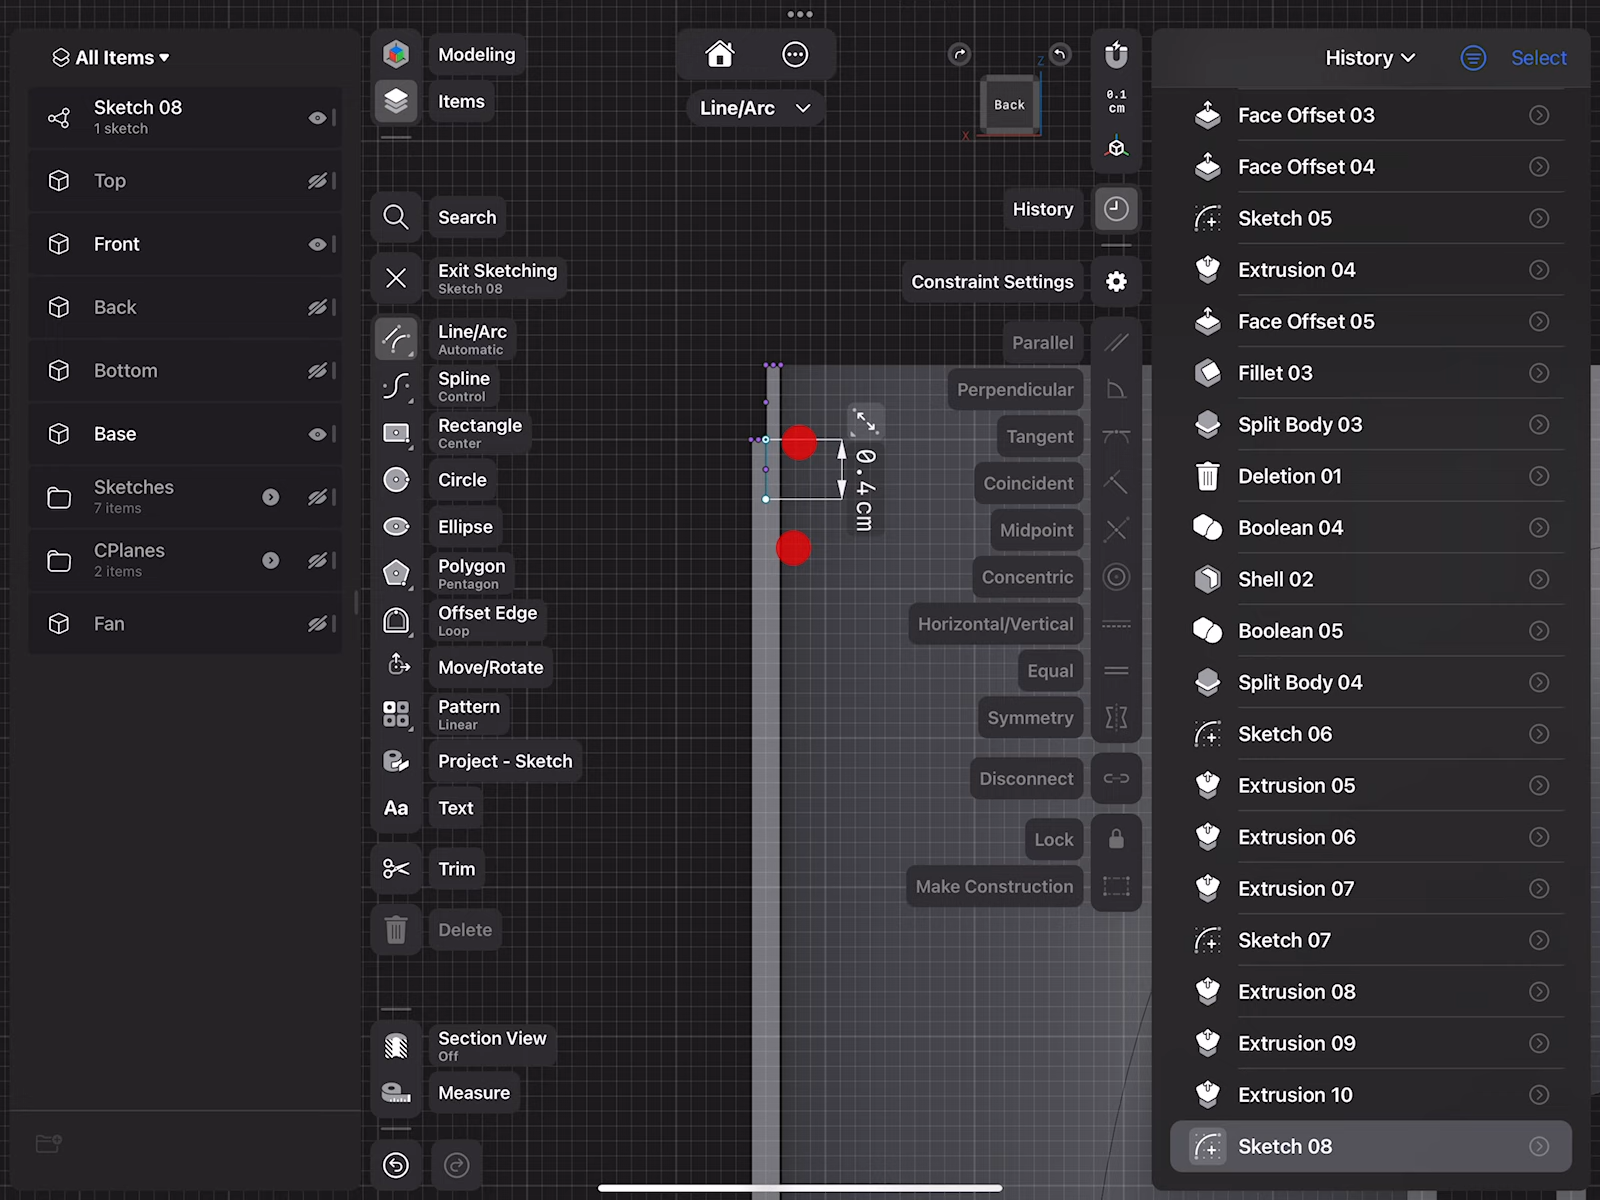 All Items
Sketch 08
1 sketch
Top
Front
Back
Bottom
Base
Sketches
7 items
CPlanes
2 items
Fan
Modeling
Items
Search
Exit Sketching
Sketch 08
Line/Arc
Automatic
Spline
Control
Rectangle
Center
Circle
Ellipse
Polygon
Pentagon
Offset Edge
Loop
Move/Rotate
Pattern
Linear
Project - Sketch
Aa
Text
Trim
Delete
Section View
Off
Measure
Line/Arc
Z
Back
X
0.4cm
0.1
cm
History
Constraint Settings
Parallel
Perpendicular
Tangent
Coincident
Midpoint
Concentric
Horizontal/Vertical
Equal
Symmetry
Disconnect
Lock
Make Construction
History
Select
Face Offset 03
Face Offset 04
Sketch 05
Extrusion 04
Face Offset 05
Fillet 03
Split Body 03
Deletion 01
Boolean 04
Shell 02
Boolean 05
Split Body 04
Sketch 06
Extrusion 05
Extrusion 06
Extrusion 07
Sketch 07
Extrusion 08
Extrusion 09
Extrusion 10
Sketch 08